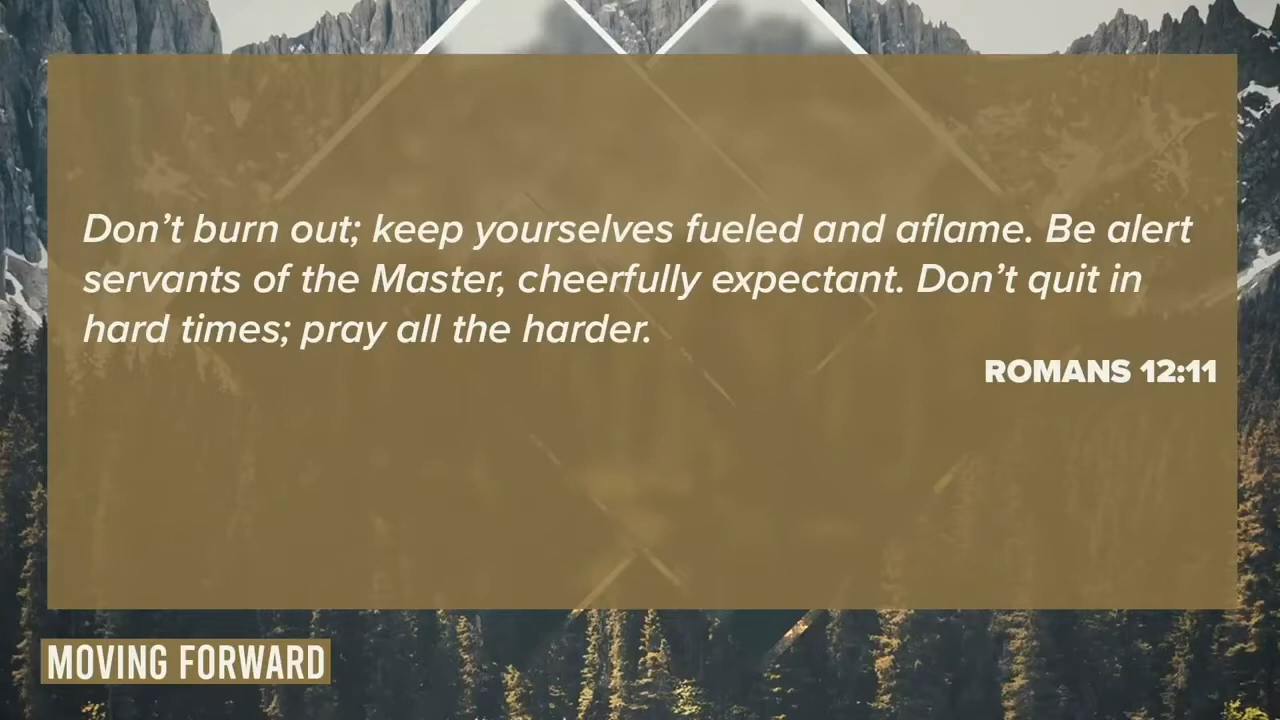 Don’t burn out; keep yourselves fueled and aflame. Be alert
servants of the Master, cheerfully expectant. Don’t quit in
hard times; pray all the harder.
ROMANS 12:11
MOVING FORWARD